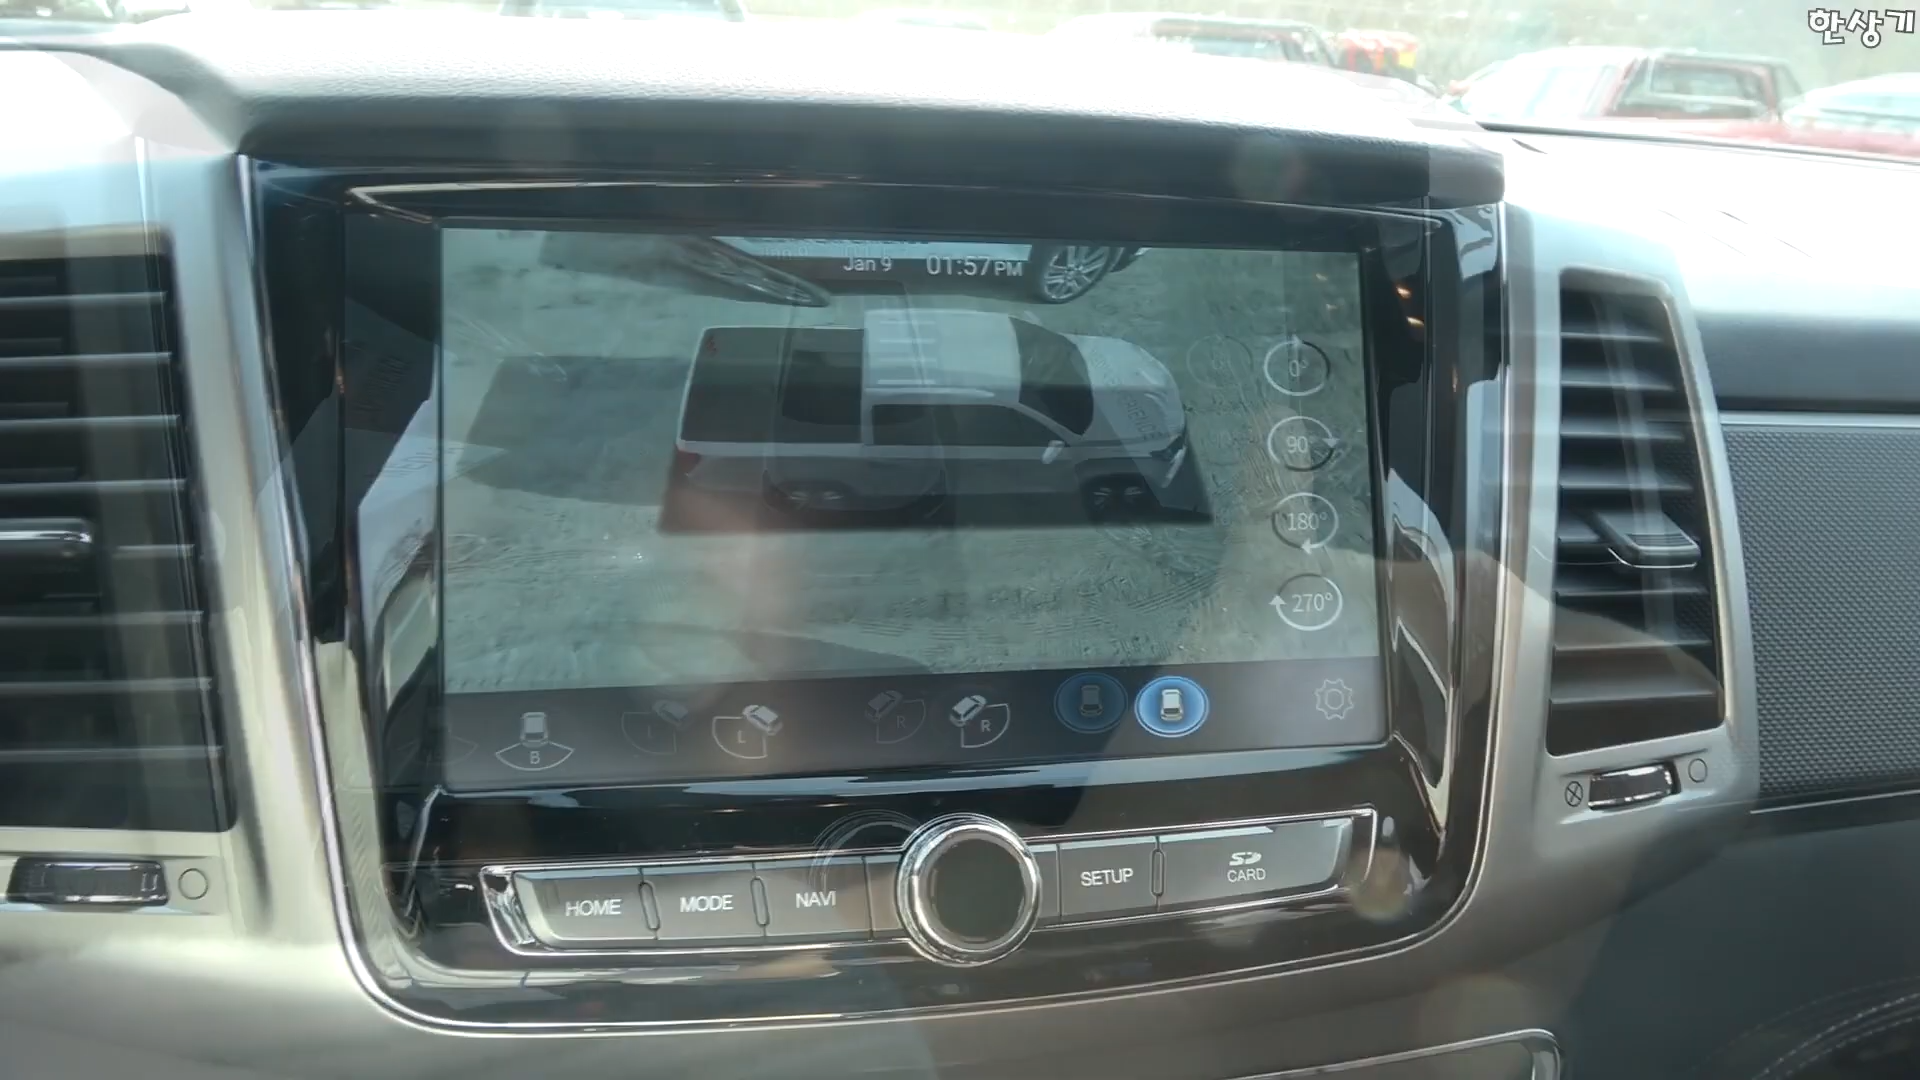 한상기
Jan 9 01:57PM
0°
90°
180°
270°
B
L
R
R
HOME
MODE
NAVI
SETUP
SD
CARD